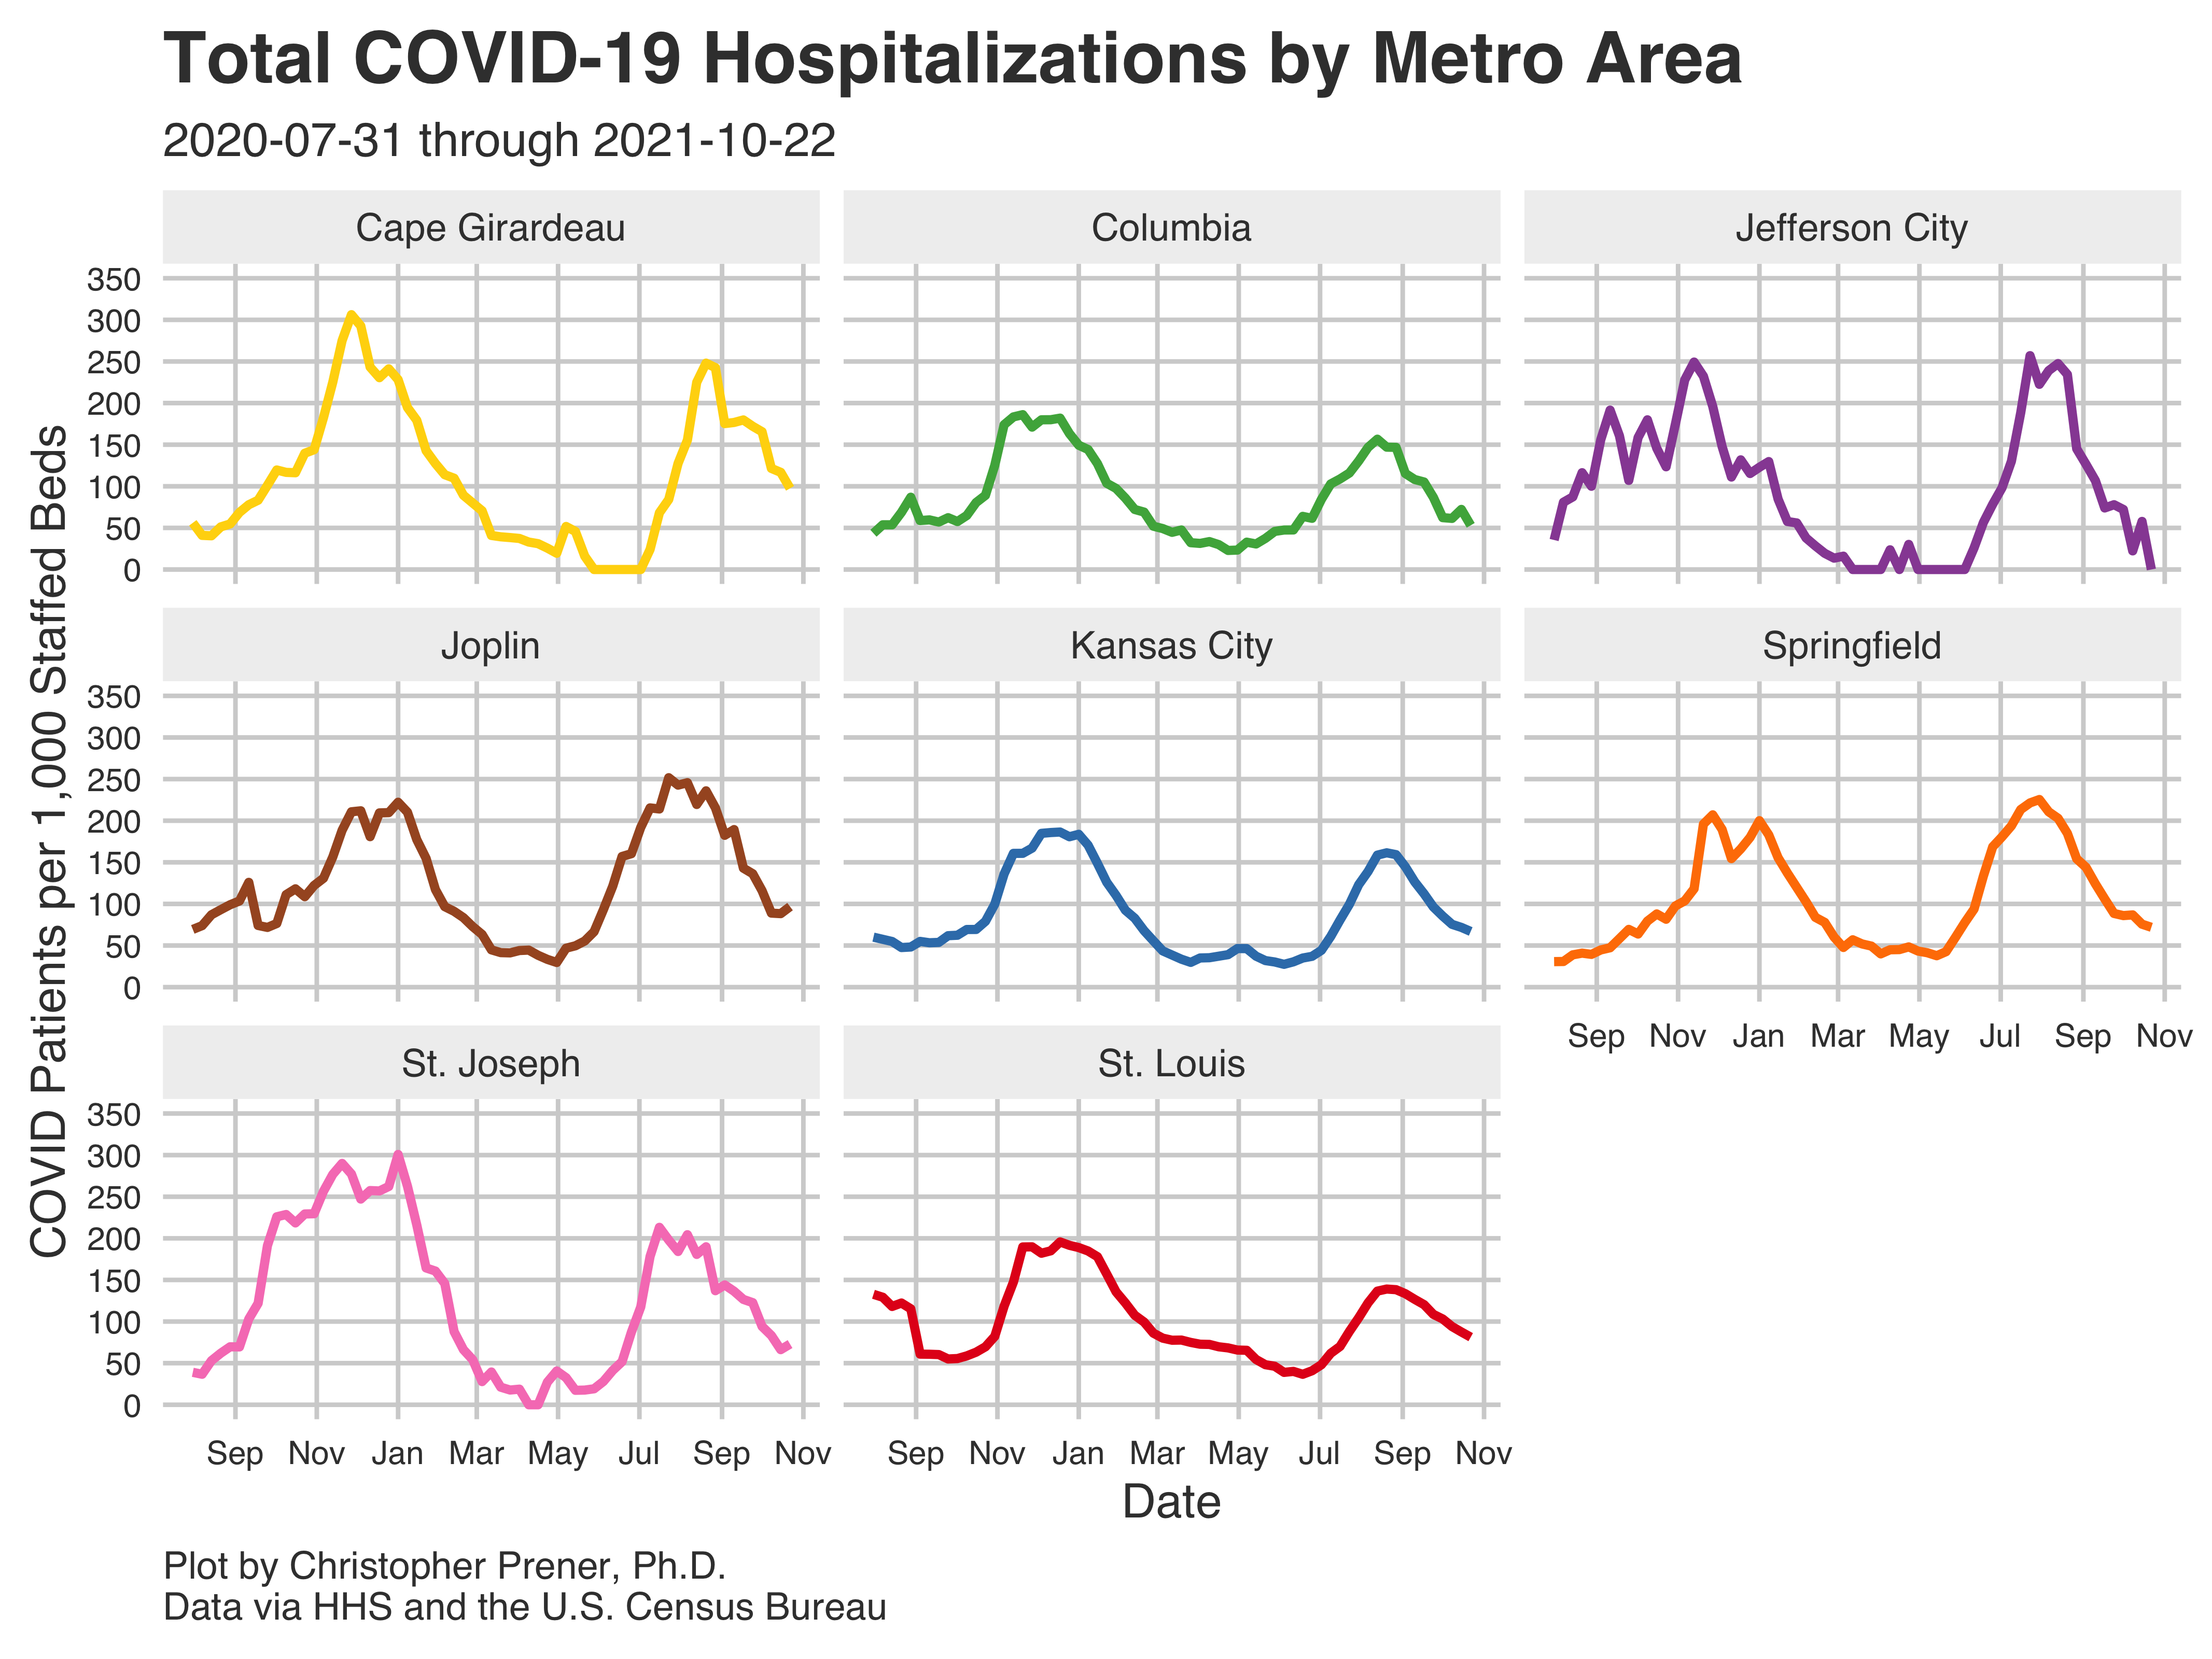 Total COVID-19 Hospitalizations by Metro Area
2020-07-31 through 2021-10-22
COVID Patients per 1,000 Staffed Beds
Cape Girardeau
Columbia
Jefferson City
350
300
250
200
150
100
50
0
Joplin
Kansas City
Springfield
350
300
250
200
150
100
50
0
Sep Nov Jan Mar May Jul Sep Nov
St. Joseph
St. Louis
350
300
250
200
150
100
50
0
Sep Nov Jan Mar May Jul Sep Nov
Sep Nov Jan Mar May Jul Sep Nov
Date
Plot by Christopher Prener, Ph.D.
Data via HHS and the U.S. Census Bureau